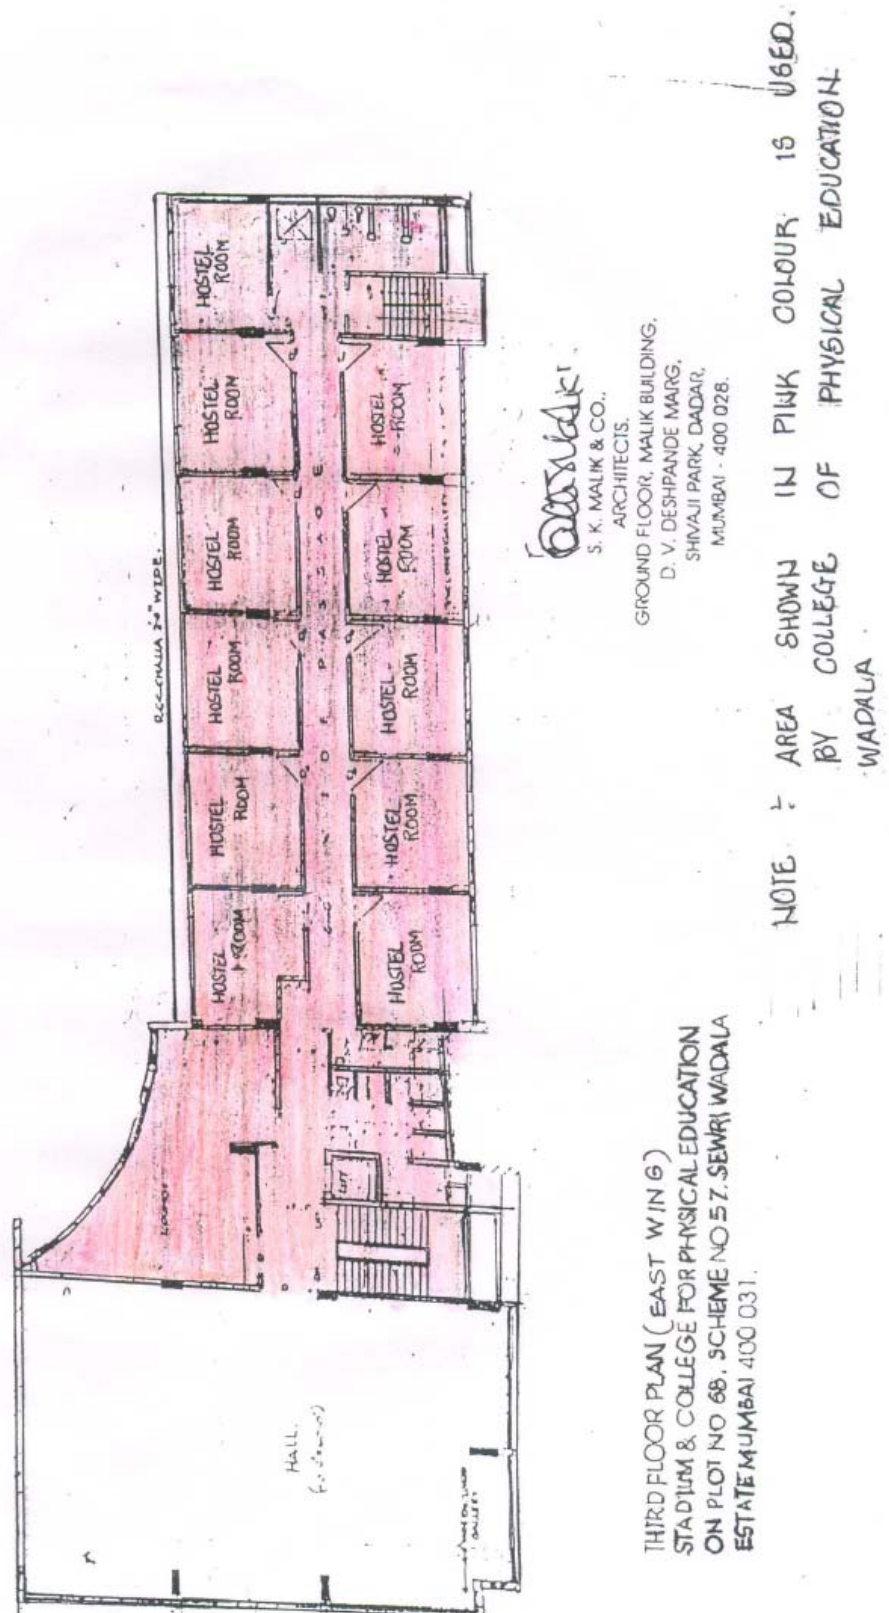 HOSTEL
ROOM
HOSTEL
ROOM
HOSTEL
ROOM
HOSTEL
ROOM
HOSTEL
ROOM
HOSTEL
ROOM
PASSAGE
HOSTEL
ROOM
HOSTEL
ROOM
HOSTEL
ROOM
HOSTEL
ROOM
HOSTEL
ROOM
LIFT
HALL
S. K. MALIK & CO.,
ARCHITECTS.
GROUND FLOOR, MALIK BUILDING,
D. V. DESHPANDE MARG,
SHIVAJI PARK, DADAR,
MUMBAI - 400 028.
THIRD FLOOR PLAN (EAST WING)
STADIUM & COLLEGE FOR PHYSICAL EDUCATION
ON PLOT NO 68, SCHEME NO 57, SEWRI WADALA
ESTATE MUMBAI 400 031.
NOTE :- AREA SHOWN IN PINK COLOUR IS USED.
BY COLLEGE OF PHYSICAL EDUCATION
WADALA.